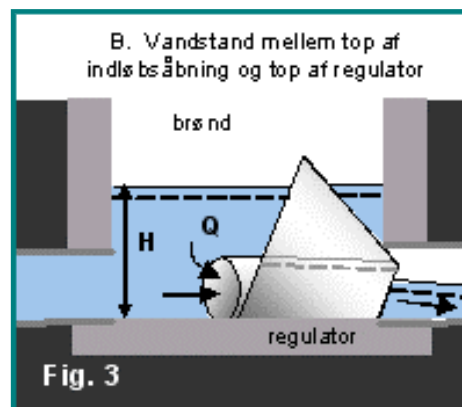 B. Vandstand mellem top af
indløbsåbning og top af regulator
brønd
Q
H
regulator
Fig. 3